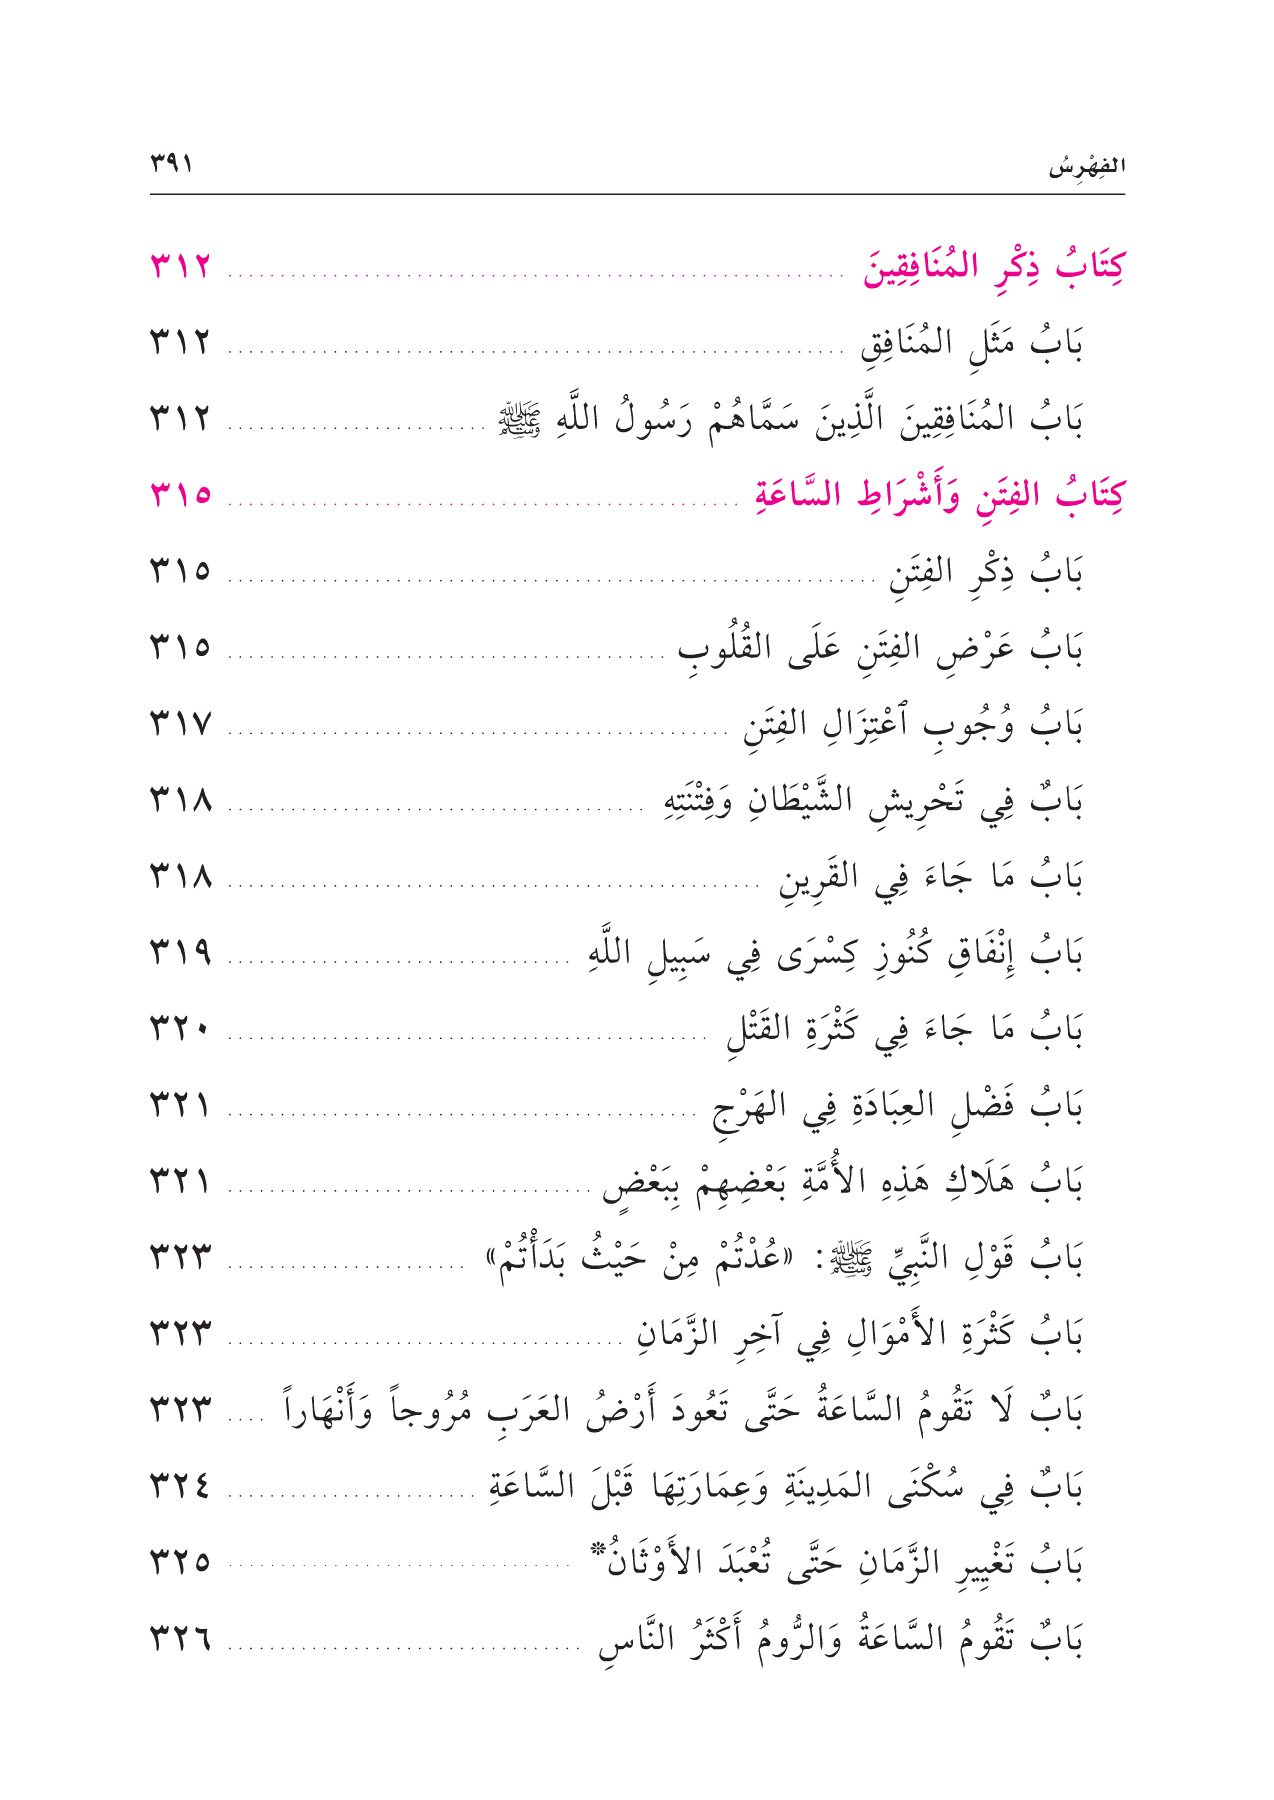 الفِهْرِسُ ٣٩١
كِتَابُ ذِكْرِ المُنَافِقِينَ ٣١٢
بَابُ مَثَلِ المُنَافِقِ ٣١٢
بَابُ المُنَافِقِينَ الَّذِينَ سَمَّاهُمْ رَسُولُ اللَّهِ ﷺ ٣١٢
كِتَابُ الفِتَنِ وَأَشْرَاطِ السَّاعَةِ ٣١٥
بَابُ ذِكْرِ الفِتَنِ ٣١٥
بَابُ عَرْضِ الفِتَنِ عَلَى القُلُوبِ ٣١٥
بَابُ وُجُوبِ ٱعْتِزَالِ الفِتَنِ ٣١٧
بَابٌ فِي تَحْرِيشِ الشَّيْطَانِ وَفِتْنَتِهِ ٣١٨
بَابُ مَا جَاءَ فِي القَرِينِ ٣١٨
بَابُ إِنْفَاقِ كُنُوزِ كِسْرَى فِي سَبِيلِ اللَّهِ ٣١٩
بَابُ مَا جَاءَ فِي كَثْرَةِ القَتْلِ ٣٢٠
بَابُ فَضْلِ العِبَادَةِ فِي الهَرْجِ ٣٢١
بَابُ هَلَاكِ هَذِهِ الأُمَّةِ بَعْضِهِمْ بِبَعْضٍ ٣٢١
بَابُ قَوْلِ النَّبِيِّ ﷺ: «عُدْتُمْ مِنْ حَيْثُ بَدَأْتُمْ» ٣٢٣
بَابُ كَثْرَةِ الأَمْوَالِ فِي آخِرِ الزَّمَانِ ٣٢٣
بَابٌ لَا تَقُومُ السَّاعَةُ حَتَّى تَعُودَ أَرْضُ العَرَبِ مُرُوجاً وَأَنْهَاراً ٣٢٣
بَابٌ فِي سُكْنَى المَدِينَةِ وَعِمَارَتِهَا قَبْلَ السَّاعَةِ ٣٢٤
بَابُ تَغْيِيرِ الزَّمَانِ حَتَّى تُعْبَدَ الأَوْثَانُ* ٣٢٥
بَابٌ تَقُومُ السَّاعَةُ وَالرُّومُ أَكْثَرُ النَّاسِ ٣٢٦